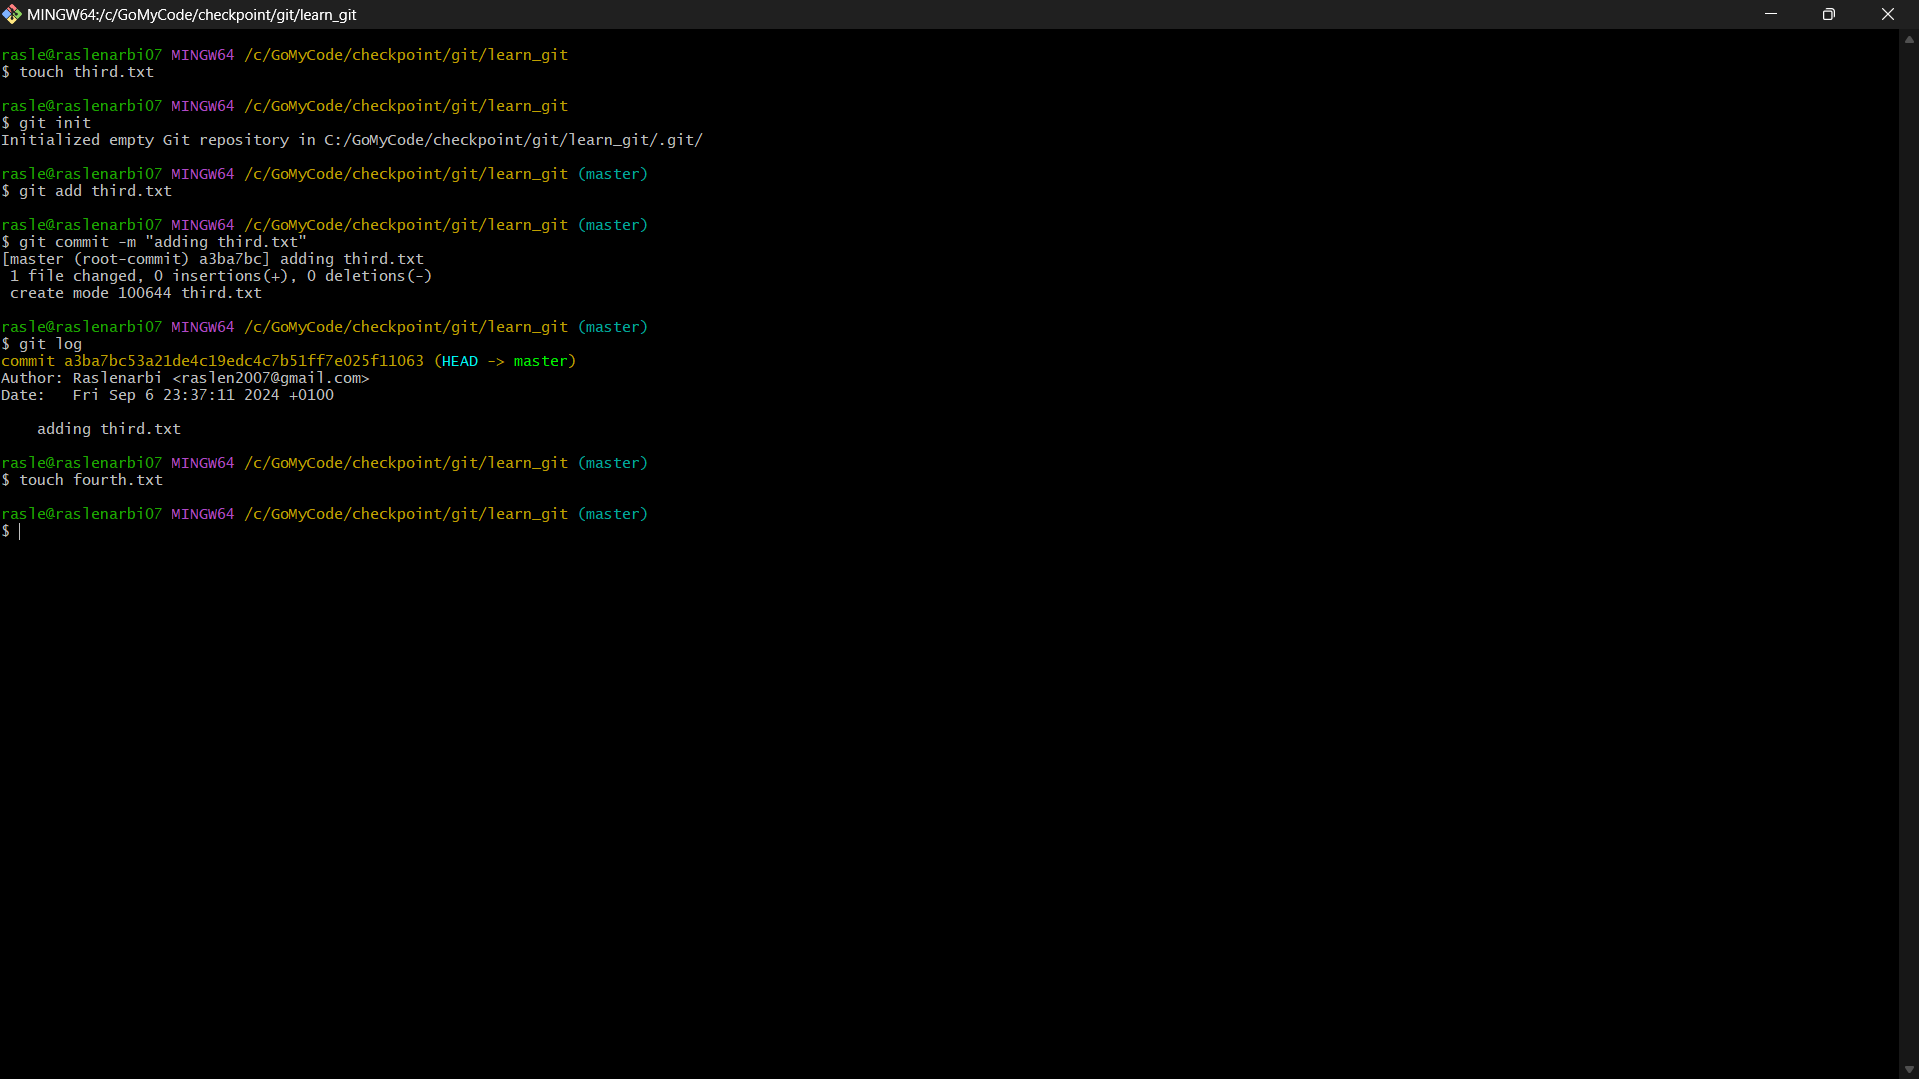 MINGW64:/c/GoMyCode/checkpoint/git/learn_git
rasle@raslenarbi07 MINGW64 /c/GoMyCode/checkpoint/git/learn_git
$ touch third.txt
rasle@raslenarbi07 MINGW64 /c/GoMyCode/checkpoint/git/learn_git
$ git init
Initialized empty Git repository in C:/GoMyCode/checkpoint/git/learn_git/.git/
rasle@raslenarbi07 MINGW64 /c/GoMyCode/checkpoint/git/learn_git (master)
$ git add third.txt
rasle@raslenarbi07 MINGW64 /c/GoMyCode/checkpoint/git/learn_git (master)
$ git commit -m "adding third.txt"
[master (root-commit) a3ba7bc] adding third.txt
 1 file changed, 0 insertions(+), 0 deletions(-)
 create mode 100644 third.txt
rasle@raslenarbi07 MINGW64 /c/GoMyCode/checkpoint/git/learn_git (master)
$ git log
commit a3ba7bc53a21de4c19edc4c7b51ff7e025f11063 (HEAD -> master)
Author: Raslenarbi <raslen2007@gmail.com>
Date:   Fri Sep 6 23:37:11 2024 +0100
    adding third.txt
rasle@raslenarbi07 MINGW64 /c/GoMyCode/checkpoint/git/learn_git (master)
$ touch fourth.txt
rasle@raslenarbi07 MINGW64 /c/GoMyCode/checkpoint/git/learn_git (master)
$